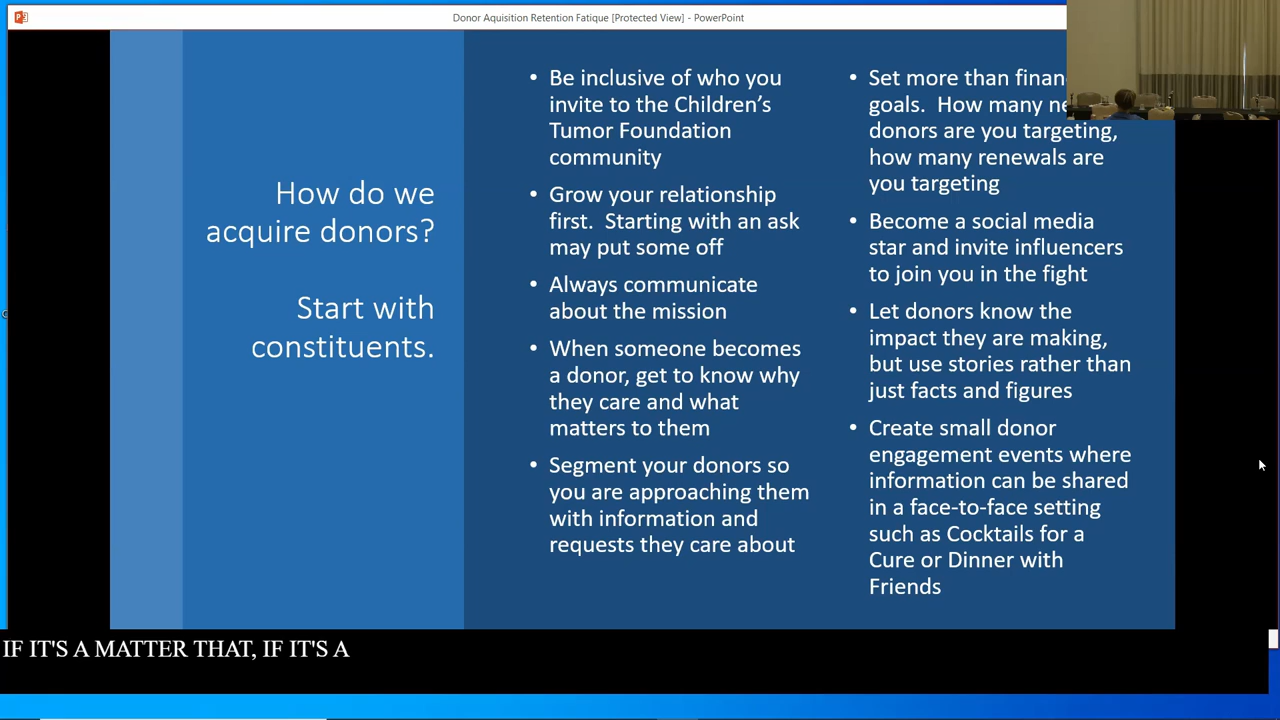 Donor Aquisition Retention Fatique [Protected View] - PowerPoint
How do we
acquire donors?
Start with
constituents.
• Be inclusive of who you
invite to the Children's
Tumor Foundation
community
• Grow your relationship
first. Starting with an ask
may put some off
• Always communicate
about the mission
• When someone becomes
a donor, get to know why
they care and what
matters to them
• Segment your donors so
you are approaching them
with information and
requests they care about
• Set more than
goals. How many
donors are you targeting,
how many renewals are
you targeting
• Become a social media
star and invite influencers
to join you in the fight
• Let donors know the
impact they are making,
but use stories rather than
just facts and figures
• Create small donor
engagement events where
information can be shared
in a face-to-face setting
such as Cocktails for a
Cure or Dinner with
Friends
IF IT'S A MATTER THAT, IF IT'S A